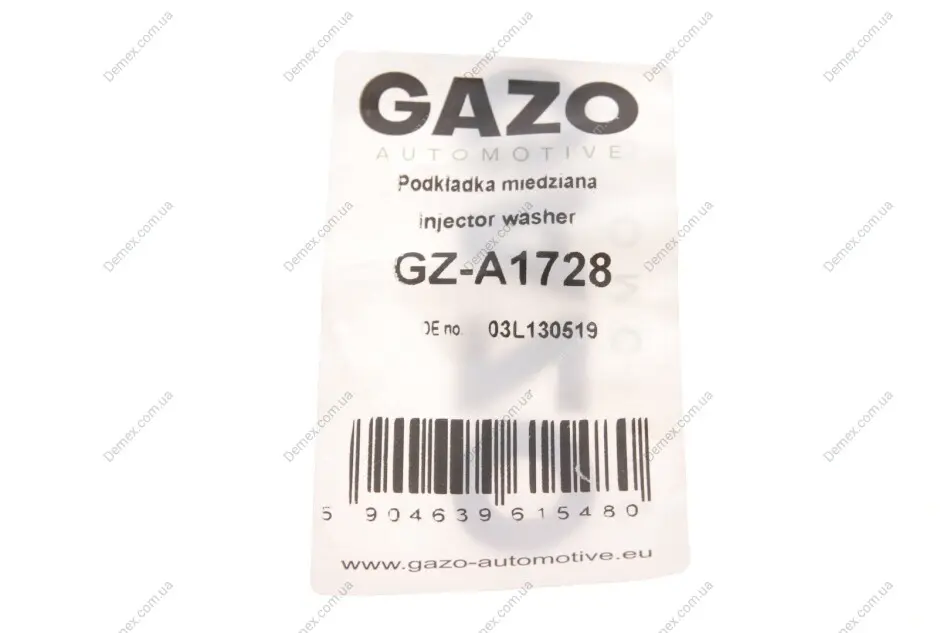 GAZO
AUTOMOTIVE
Podkładka miedziana
Injector washer
GZ-A1728
OE no. 03L130519
5 904639 615480
www.gazo-automotive.eu
Demex.com.ua